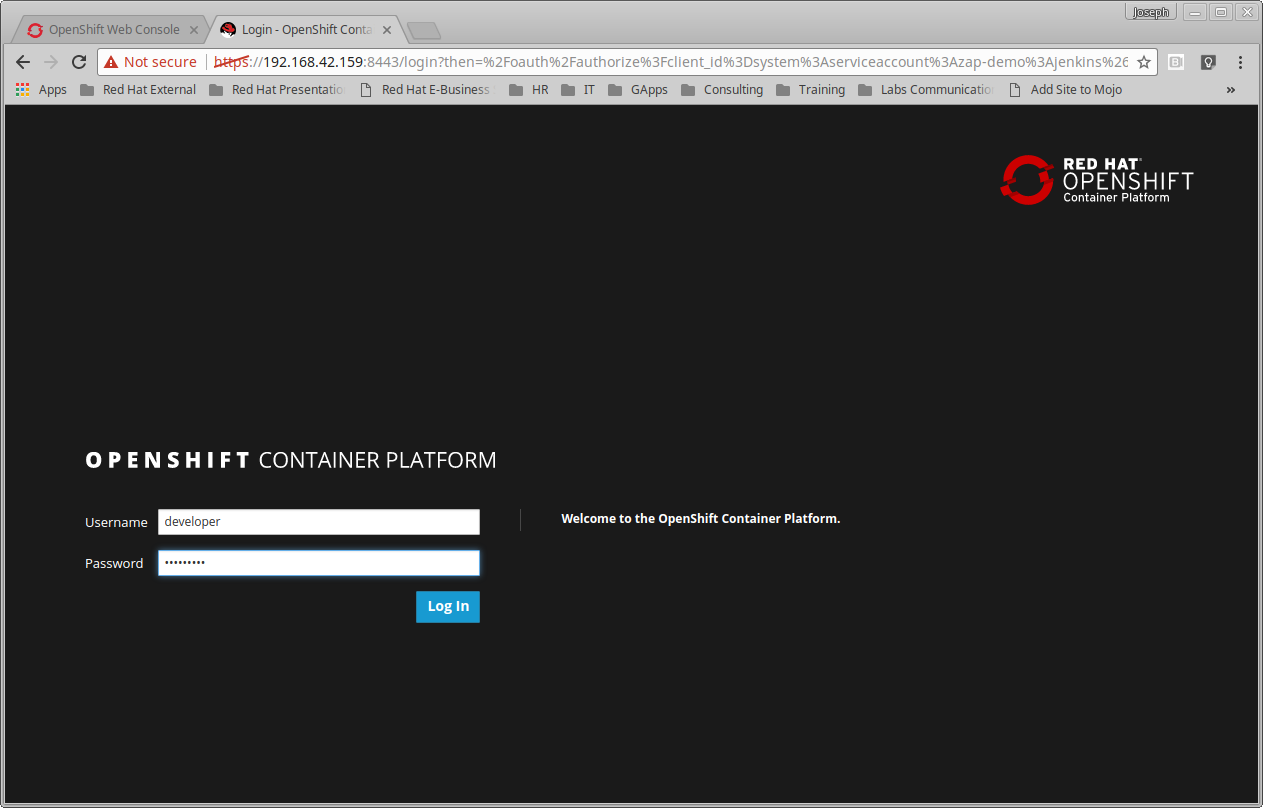 Joseph
OpenShift Web Console
Login - OpenShift Conta
Not secure https://192.168.42.159:8443/login?then=%2Foauth%2Fauthorize%3Fclient_id%3Dsystem%3Aserviceaccount%3Azap-demo%3Ajenkins%26
Apps Red Hat External Red Hat Presentatio Red Hat E-Business HR IT GApps Consulting Training Labs Communicatio Add Site to Mojo »
RED HAT
OPENSHIFT
Container Platform
OPENSHIFT CONTAINER PLATFORM
Username developer
Welcome to the OpenShift Container Platform.
Password •••••••••
Log In